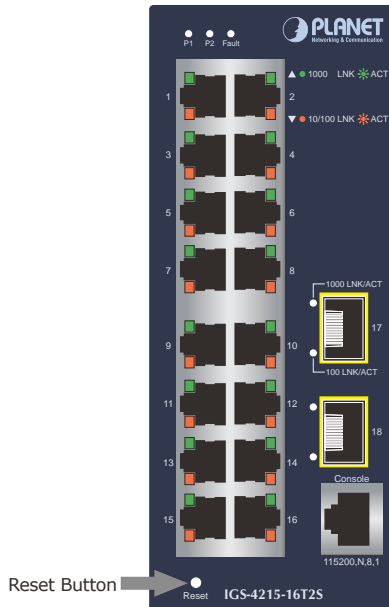 PLANET
Networking & Communication
P1 P2 Fault
▲ 1000 LNK ACT
▼ 10/100 LNK ACT
1 2
3 4
5 6
7 8
1000 LNK/ACT
17
9 10
100 LNK/ACT
11 12
18
13 14
Console
15 16
115200,N,8,1
Reset Button
Reset
IGS-4215-16T2S